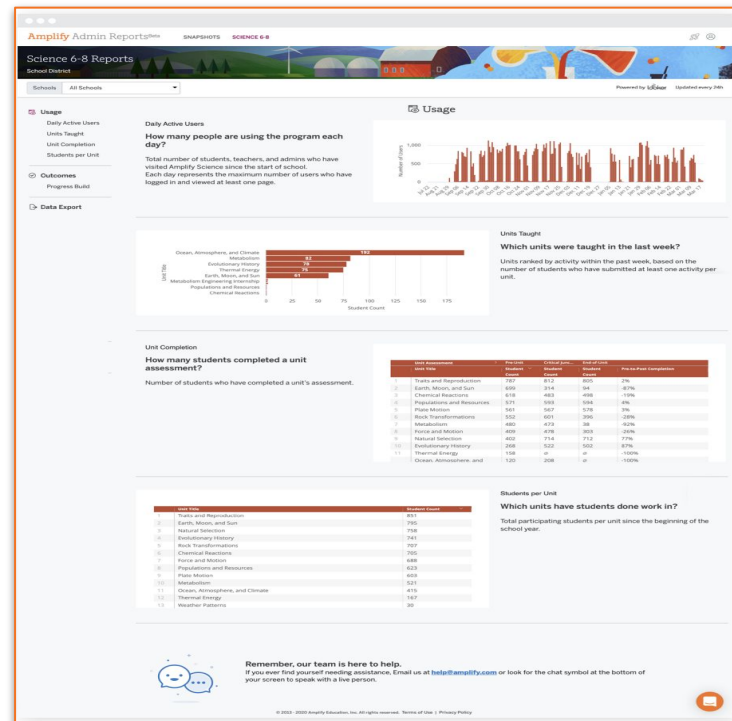 Amplify Admin Reports Beta SNAPSHOTS SCIENCE 6-8
Science 6-8 Reports
School District
Schools All Schools
Powered by Updated every 24h
Usage
Daily Active Users
Units Taught
Unit Completion
Students per Unit
Outcomes
Progress Build
Data Export
Usage
Daily Active Users
How many people are using the program each
day?
Total number of students, teachers, and admins who have
visited Amplify Science since the start of school.
Each day represents the maximum number of users who have
logged in and viewed at least one page.
Number of Users
1,000
500
0
Units Taught
Which units were taught in the last week?
Units ranked by activity within the past week, based on the
number of students who have submitted at least one activity per
unit.
Unit Title
Ocean, Atmosphere, and Climate 192
Metabolism 82
Evolutionary History 78
Thermal Energy 75
Earth, Moon, and Sun 61
Metabolism Engineering Internship
Populations and Resources
Chemical Reactions
0 25 50 75 100 125 150 175
Student Count
Unit Completion
How many students completed a unit
assessment?
Number of students who have completed a unit's assessment.
Unit Assessment Pre-Unit Critical Junc... End-of-Unit
Unit Title Student Count Student Count Student Count Pre-to-Post Completion
1 Traits and Reproduction 787 812 805 2%
2 Earth, Moon, and Sun 699 314 94 -87%
3 Chemical Reactions 618 483 498 -19%
4 Populations and Resources 571 593 594 4%
5 Plate Motion 561 567 578 3%
6 Rock Transformations 552 601 396 -28%
7 Metabolism 480 473 38 -92%
8 Force and Motion 409 478 303 -26%
9 Natural Selection 402 714 712 77%
10 Evolutionary History 268 522 502 87%
11 Thermal Energy 158 ∅ ∅ -100%
Ocean, Atmosphere, and 120 208 ∅ -100%
Students per Unit
Which units have students done work in?
Total participating students per unit since the beginning of the
school year.
Unit Title Student Count
1 Traits and Reproduction 851
2 Earth, Moon, and Sun 795
3 Natural Selection 758
4 Evolutionary History 741
5 Rock Transformations 707
6 Chemical Reactions 705
7 Force and Motion 688
8 Populations and Resources 623
9 Plate Motion 603
10 Metabolism 521
11 Ocean, Atmosphere, and Climate 415
12 Thermal Energy 167
13 Weather Patterns 30
Remember, our team is here to help.
If you ever find yourself needing assistance, Email us at help@amplify.com or look for the chat symbol at the bottom of
your screen to speak with a live person.
© 2013 - 2020 Amplify Education, Inc. All rights reserved. Terms of Use | Privacy Policy